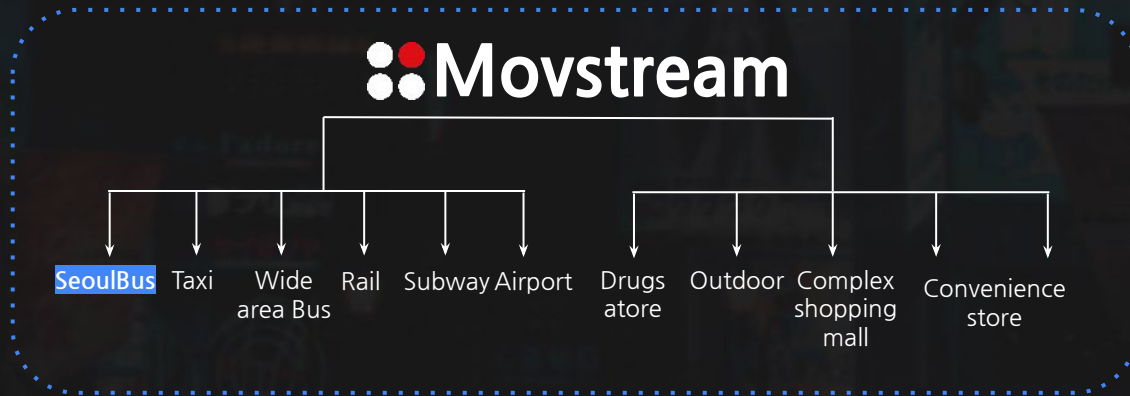 Movstream
SeoulBus
Taxi
Wide
area Bus
Rail
Subway
Airport
Drugs
atore
Outdoor
Complex
shopping
mall
Convenience
store